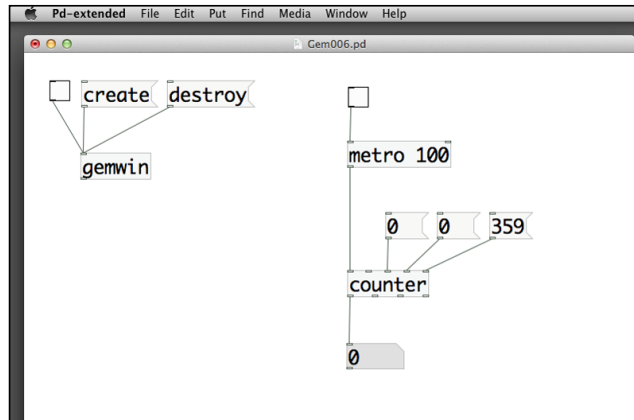 Pd-extended File Edit Put Find Media Window Help
Gem006.pd
create destroy
gemwin
metro 100
0 0 359
counter
0